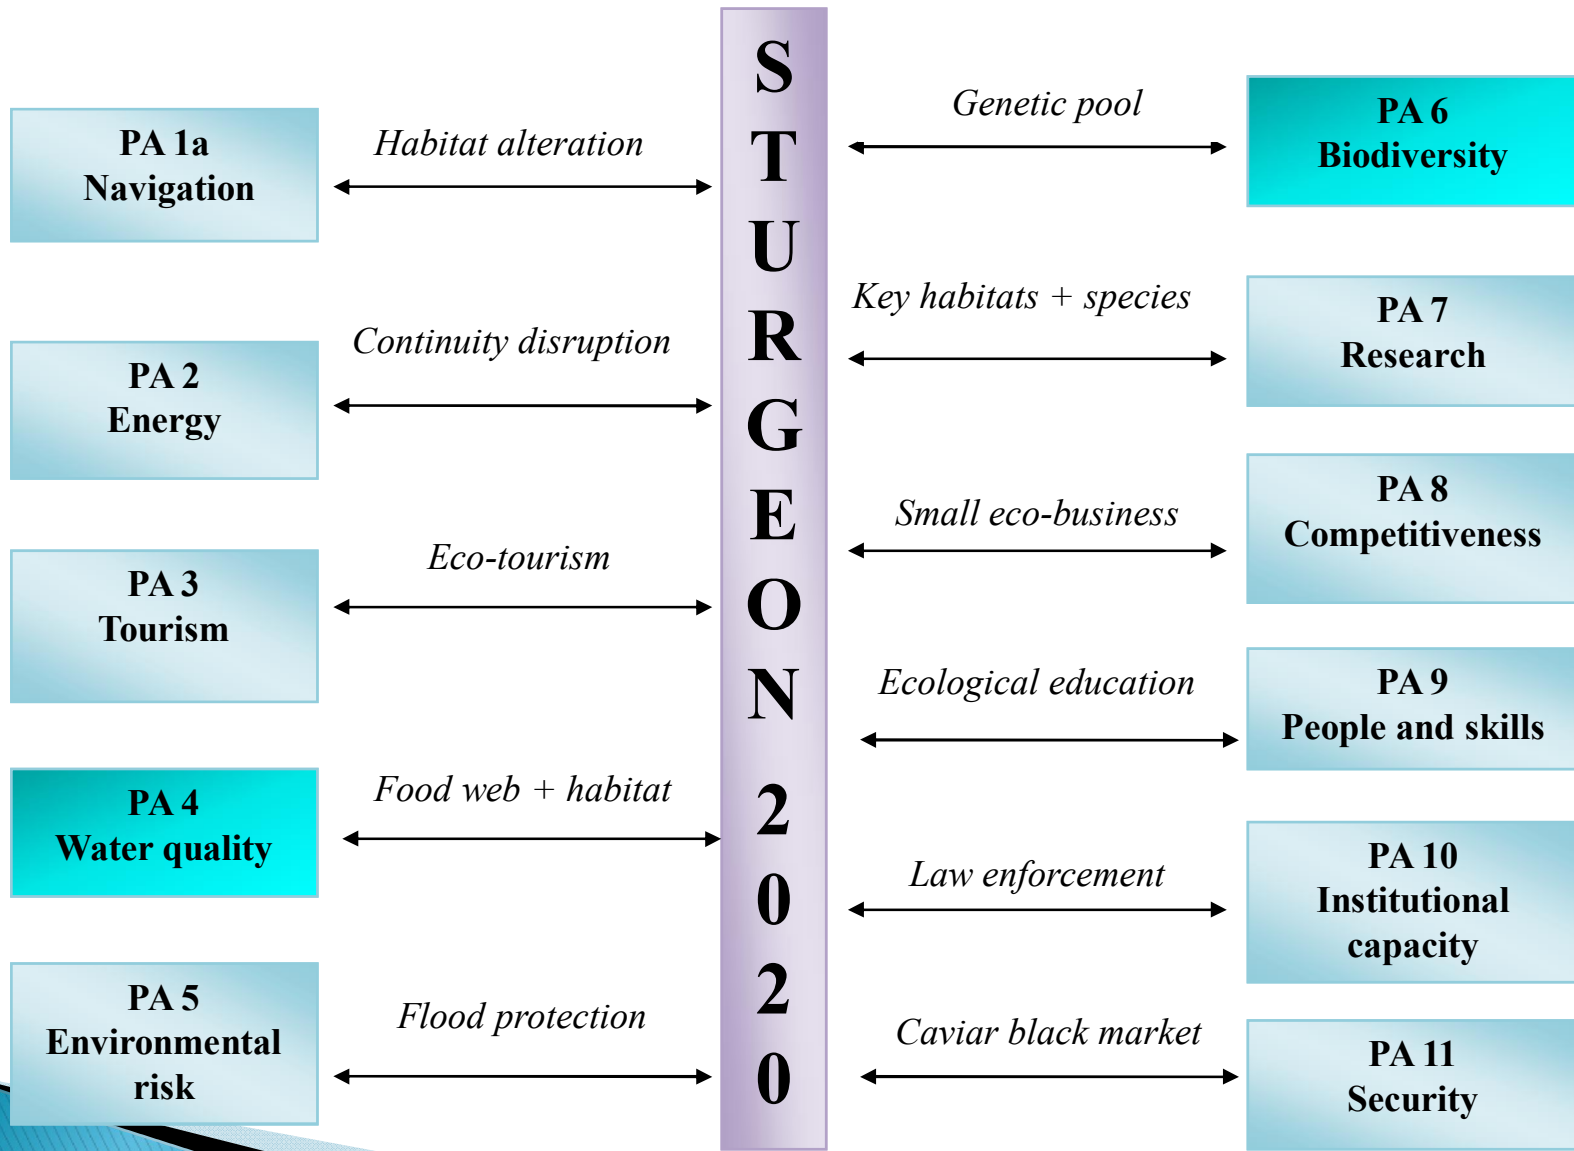 PA 1a
Navigation
Habitat alteration
PA 2
Energy
Continuity disruption
PA 3
Tourism
Eco-tourism
PA 4
Water quality
Food web + habitat
PA 5
Environmental
risk
Flood protection
S
T
U
R
G
E
O
N
2
0
2
0
Genetic pool
PA 6
Biodiversity
Key habitats + species
PA 7
Research
Small eco-business
PA 8
Competitiveness
Ecological education
PA 9
People and skills
Law enforcement
PA 10
Institutional
capacity
Caviar black market
PA 11
Security